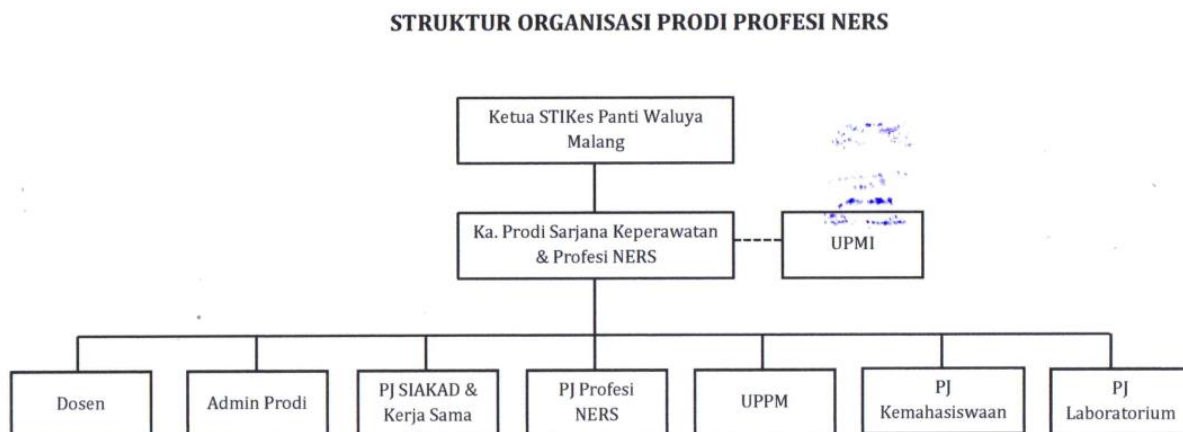 STRUKTUR ORGANISASI PRODI PROFESI NERS
Ketua STIKes Panti Waluya
Malang
Ka. Prodi Sarjana Keperawatan
& Profesi NERS
UPMI
Dosen
Admin Prodi
PJ SIAKAD &
Kerja Sama
PJ Profesi
NERS
UPPM
PJ
Kemahasiswaan
PJ
Laboratorium